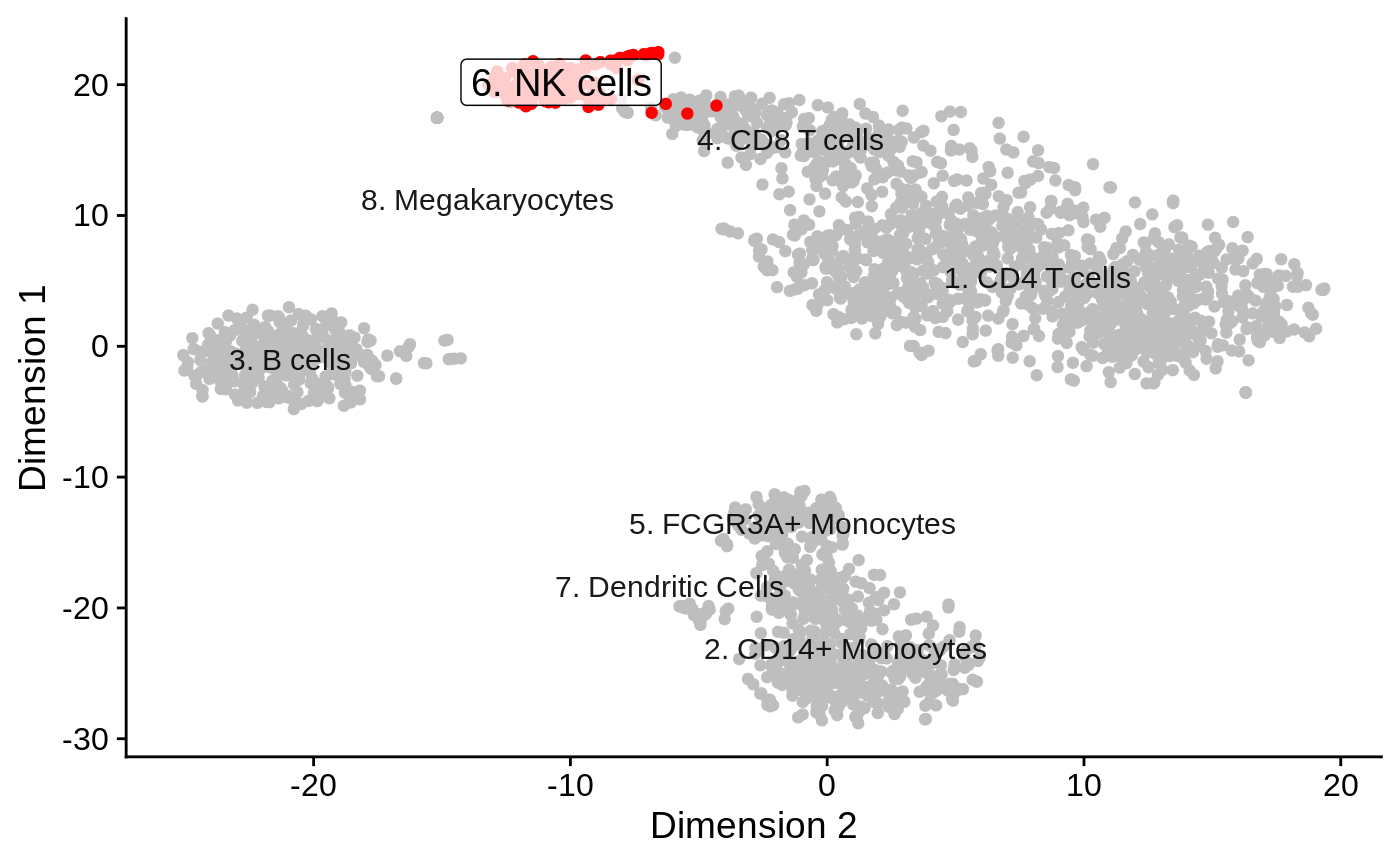 20
10
0
-10
-20
-30
Dimension 1
6. NK cells
4. CD8 T cells
8. Megakaryocytes
1. CD4 T cells
3. B cells
5. FCGR3A+ Monocytes
7. Dendritic Cells
2. CD14+ Monocytes
-20
-10
0
10
20
Dimension 2